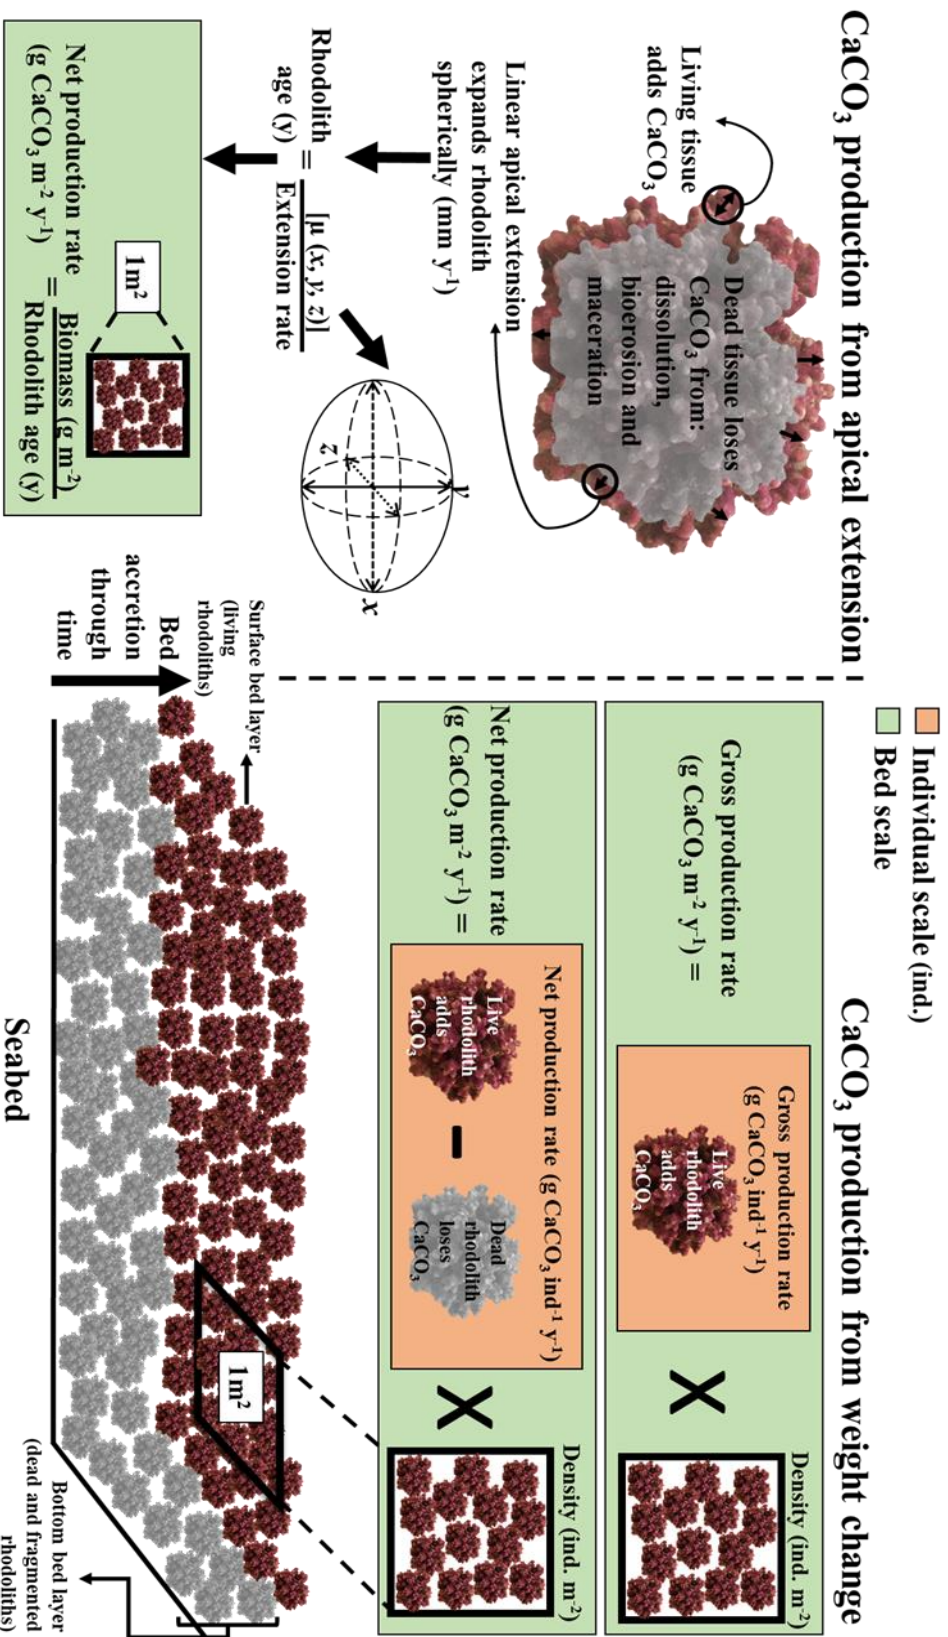 CaCO₃ production from apical extension
Living tissue
adds CaCO₃
Dead tissue loses
CaCO₃ from:
dissolution,
bioerosion and
maceration
Linear apical extension
expands rhodolith
spherically (mm y⁻¹)
Rhodolith
age (y)
=
[μ (x, y, z)]
Extension rate
y
x
z
Net production rate
(g CaCO₃ m⁻² y⁻¹)
=
Biomass (g m⁻²)
Rhodolith age (y)
1m²
Individual scale (ind.)
Bed scale
CaCO₃ production from weight change
Gross production rate
(g CaCO₃ m⁻² y⁻¹) =
Gross production rate
(g CaCO₃ ind⁻¹ y⁻¹)
Live
rhodolith
adds
CaCO₃
X
Density (ind. m⁻²)
Net production rate
(g CaCO₃ m⁻² y⁻¹) =
Net production rate (g CaCO₃ ind⁻¹ y⁻¹)
Live
rhodolith
adds
CaCO₃
-
Dead
rhodolith
loses
CaCO₃
X
Density (ind. m⁻²)
Surface bed layer
(living
rhodoliths)
Bed
accretion
through
time
1m²
Seabed
Bottom bed layer
(dead and fragmented
rhodoliths)